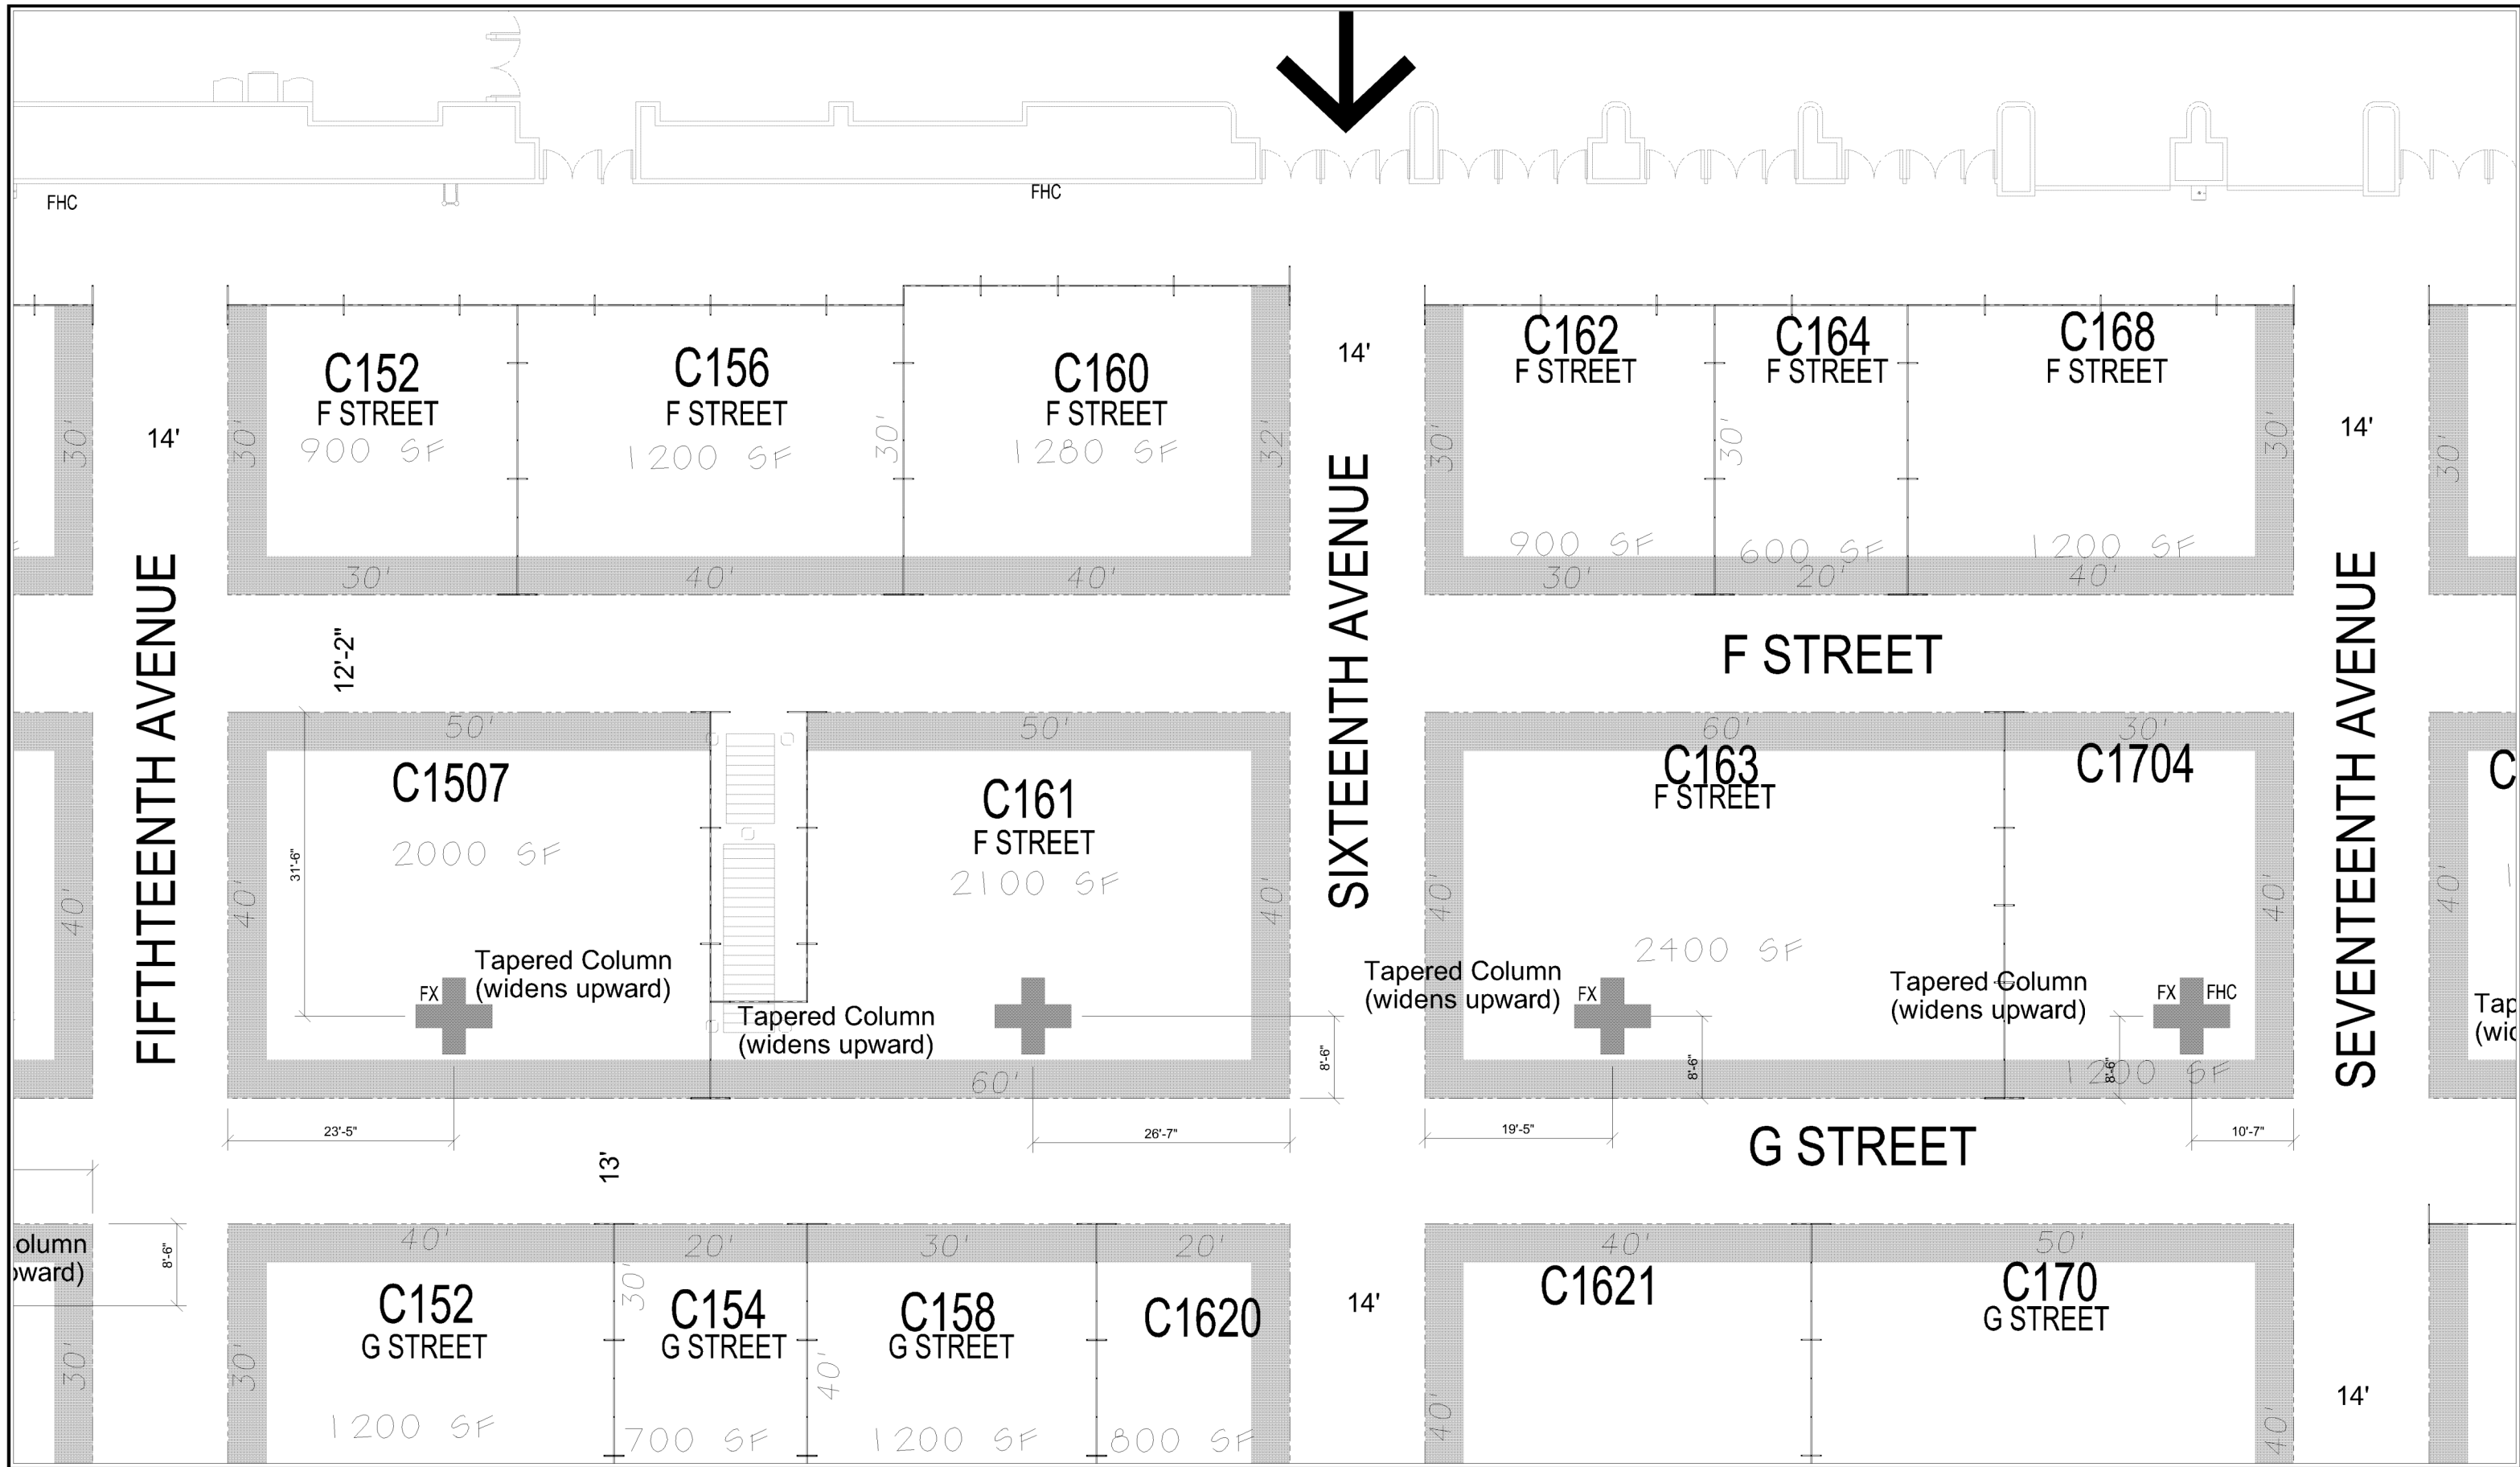 FHC
FHC
C152
F STREET
900 SF
30'
C156
F STREET
1200 SF
40'
30'
C160
F STREET
1280 SF
40'
32'
C162
F STREET
900 SF
30'
30'
C164
F STREET
600 SF
20'
30'
C168
F STREET
1200 SF
40'
30'
30'
30'
30'
14'
14'
14'
FIFITHTEENTH AVENUE
SIXTEENTH AVENUE
SEVENTEENTH AVENUE
12'-2"
F STREET
40'
50'
C1507
2000 SF
40'
31'-6"
FX
Tapered Column
(widens upward)
50'
C161
F STREET
2100 SF
40'
Tapered Column
(widens upward)
60'
8'-6"
60'
C163
F STREET
2400 SF
40'
Tapered Column
(widens upward)
FX
8'-6"
30'
C1704
40'
Tapered Column
(widens upward)
FX
FHC
1200 SF
8'-6"
40'
C
Tap
(wid
23'-5"
26'-7"
19'-5"
10'-7"
13'
G STREET
olumn
ward)
8'-6"
30'
40'
C152
G STREET
1200 SF
30'
30'
20'
C154
G STREET
700 SF
40'
30'
C158
G STREET
1200 SF
20'
C1620
800 SF
14'
40'
C1621
40'
50'
C170
G STREET
40'
14'